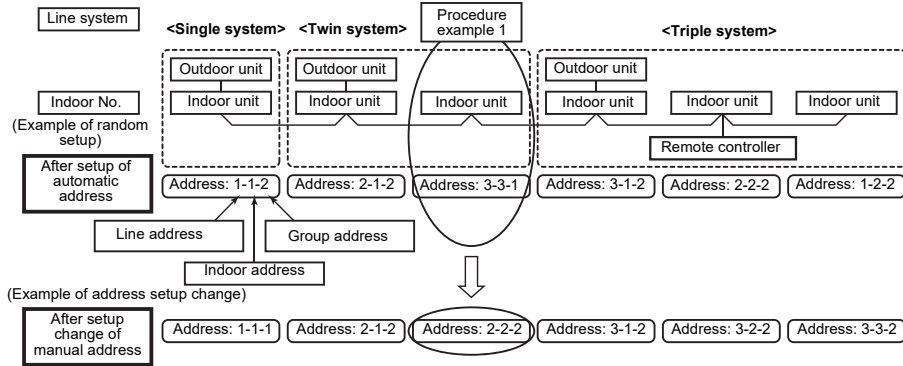 Line system
<Single system>
<Twin system>
Procedure
example 1
<Triple system>
Outdoor unit
Outdoor unit
Outdoor unit
Indoor No.
Indoor unit
Indoor unit
Indoor unit
Indoor unit
Indoor unit
Indoor unit
(Example of random
setup)
Remote controller
After setup of
automatic
address
Address: 1-1-2
Address: 2-1-2
Address: 3-3-1
Address: 3-1-2
Address: 2-2-2
Address: 1-2-2
Line address
Group address
Indoor address
(Example of address setup change)
After setup
change of
manual address
Address: 1-1-1
Address: 2-1-2
Address: 2-2-2
Address: 3-1-2
Address: 3-2-2
Address: 3-3-2